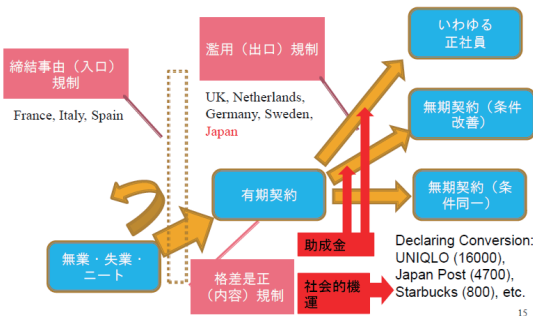 いわゆる
正社員
濫用（出口）規
制
締結事由（入口）
規制
UK, Netherlands,
Germany, Sweden,
Japan
France, Italy, Spain
無期契約（条件
改善）
有期契約
無期契約（条
件同一）
無業・失業・
ニート
助成金
格差是正
（内容）規制
社会的機
運
Declaring Conversion:
UNIQLO (16000),
Japan Post (4700),
Starbucks (800), etc.
15